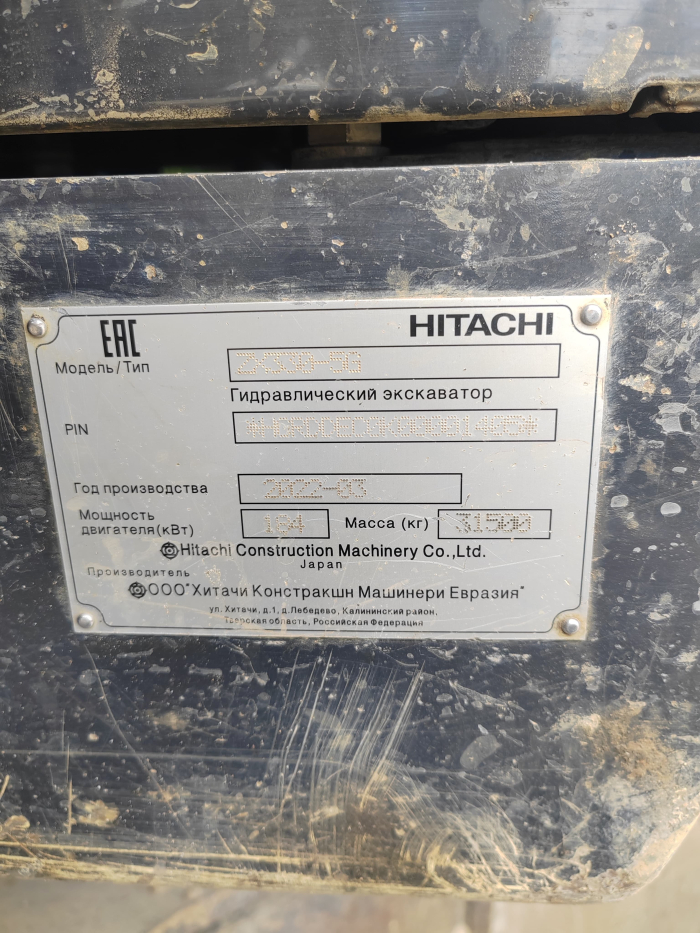 EAC HITACHI
Модель/Тип ZX330-5G
Гидравлический экскаватор
PIN
Год производства 2022-03
Мощность
двигателя(кВт) 184 Масса (кг) 31500
Hitachi Construction Machinery Co.,Ltd.
Japan
Производитель
ООО"Хитачи Констракшн Машинери Евразия"
ул. Хитачи, д.1, д.Лебедево, Калининский район,
Тверская область, Российская Федерация